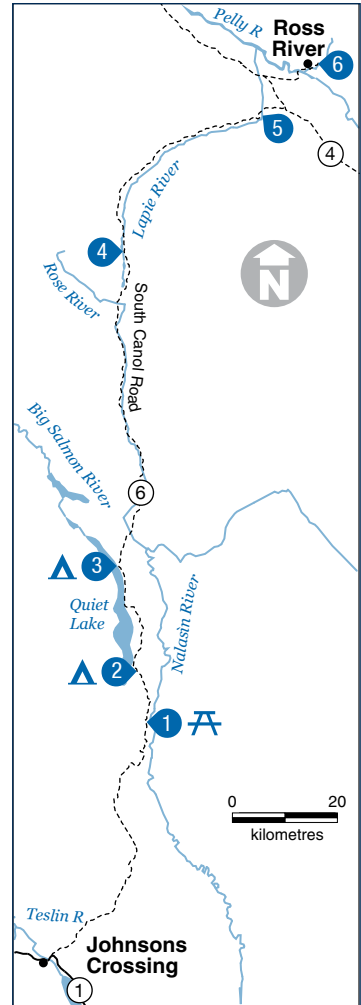 Pelly R
Ross
River
6
5
4
Lapie River
4
Rose River
N
South Canol Road
Big Salmon River
6
3
Quiet
Lake
Nalasin River
2
1
0 20
kilometres
Teslin R
Johnsons
Crossing
1